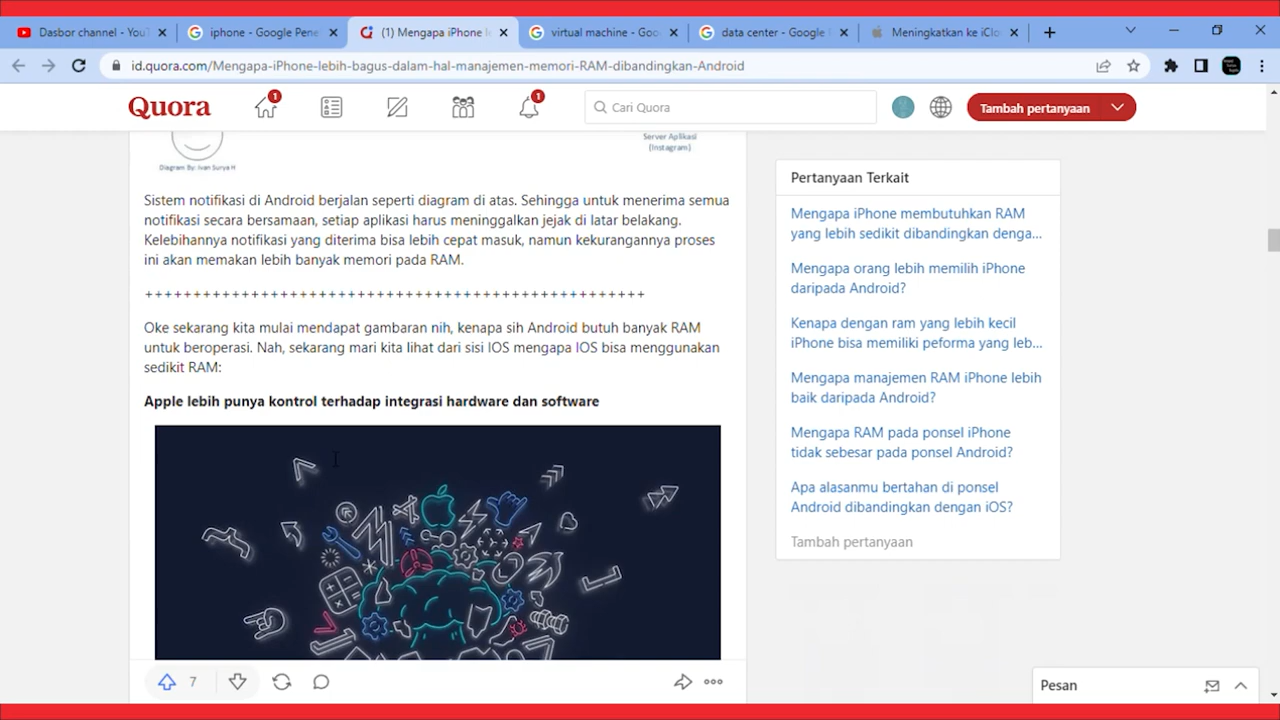 Dasbor channel - You
iphone - Google Pene
(1) Mengapa iPhone l
virtual machine - Goo
data center - Google
Meningkatkan ke iClo
id.quora.com/Mengapa-iPhone-lebih-bagus-dalam-hal-manajemen-memori-RAM-dibandingkan-Android
Quora
1
1
Cari Quora
Tambah pertanyaan
Server Aplikasi
(Instagram)
Diagram By: Ivan Surya H
Sistem notifikasi di Android berjalan seperti diagram di atas. Sehingga untuk menerima semua
notifikasi secara bersamaan, setiap aplikasi harus meninggalkan jejak di latar belakang.
Kelebihannya notifikasi yang diterima bisa lebih cepat masuk, namun kekurangannya proses
ini akan memakan lebih banyak memori pada RAM.
++++++++++++++++++++++++++++++++++++++++++++++++++++
Oke sekarang kita mulai mendapat gambaran nih, kenapa sih Android butuh banyak RAM
untuk beroperasi. Nah, sekarang mari kita lihat dari sisi IOS mengapa IOS bisa menggunakan
sedikit RAM:
Apple lebih punya kontrol terhadap integrasi hardware dan software
7
Pertanyaan Terkait
Mengapa iPhone membutuhkan RAM
yang lebih sedikit dibandingkan denga...
Mengapa orang lebih memilih iPhone
daripada Android?
Kenapa dengan ram yang lebih kecil
iPhone bisa memiliki peforma yang leb...
Mengapa manajemen RAM iPhone lebih
baik daripada Android?
Mengapa RAM pada ponsel iPhone
tidak sebesar pada ponsel Android?
Apa alasanmu bertahan di ponsel
Android dibandingkan dengan iOS?
Tambah pertanyaan
Pesan